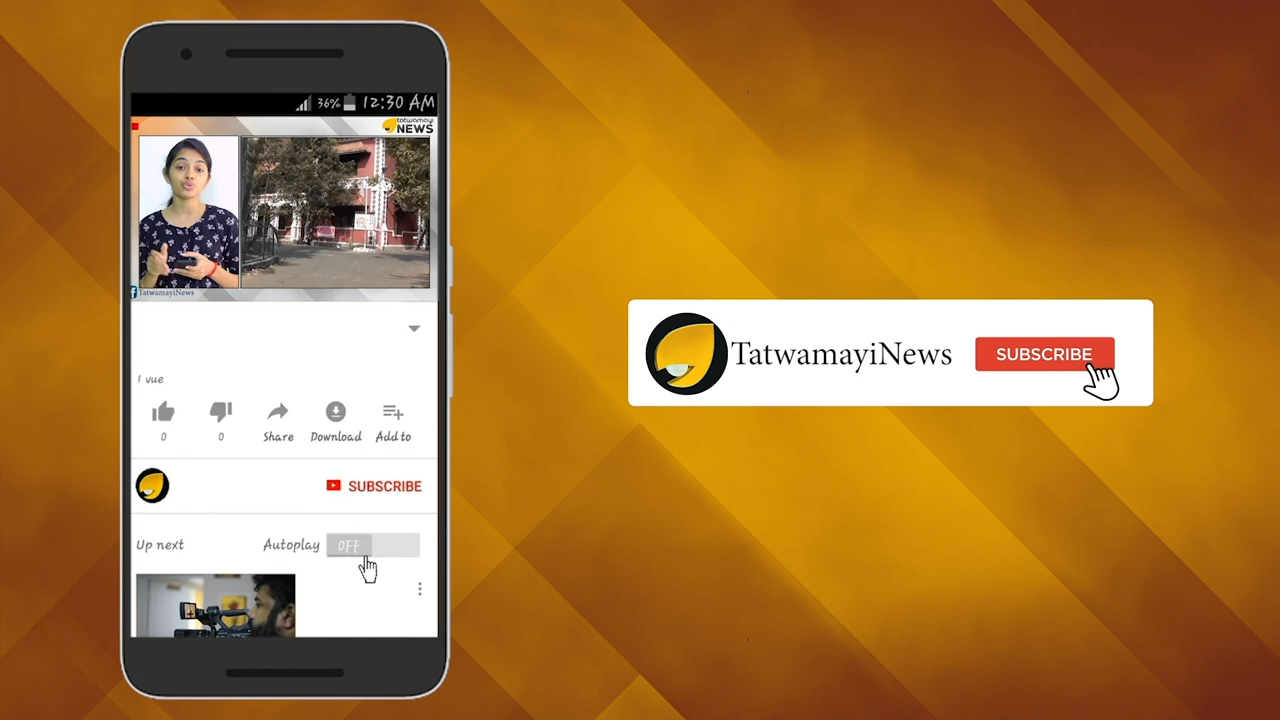 36% 12:30 AM
tatwamayi
NEWS
TatwamayiNews
1 vue
0 0 Share Download Add to
SUBSCRIBE
Up next Autoplay OFF
TatwamayiNews SUBSCRIBE